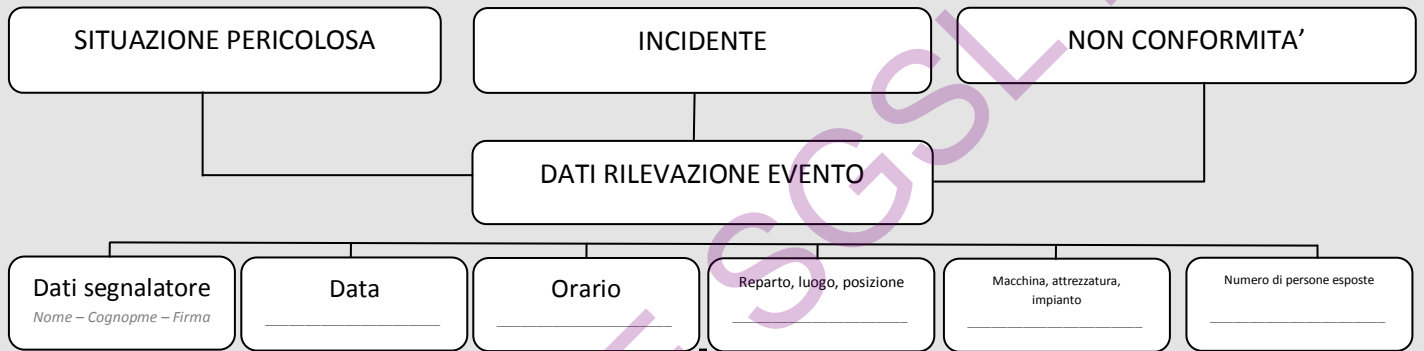 SITUAZIONE PERICOLOSA
INCIDENTE
NON CONFORMITA’
DATI RILEVAZIONE EVENTO
Dati segnalatore
Nome – Cognopme – Firma
Data
Orario
Reparto, luogo, posizione
Macchina, attrezzatura,
impianto
Numero di persone esposte
SGSL